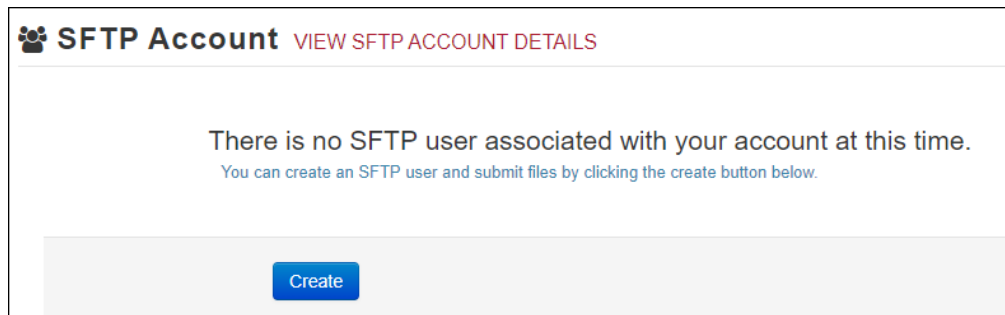 SFTP Account VIEW SFTP ACCOUNT DETAILS
There is no SFTP user associated with your account at this time.
You can create an SFTP user and submit files by clicking the create button below.
Create